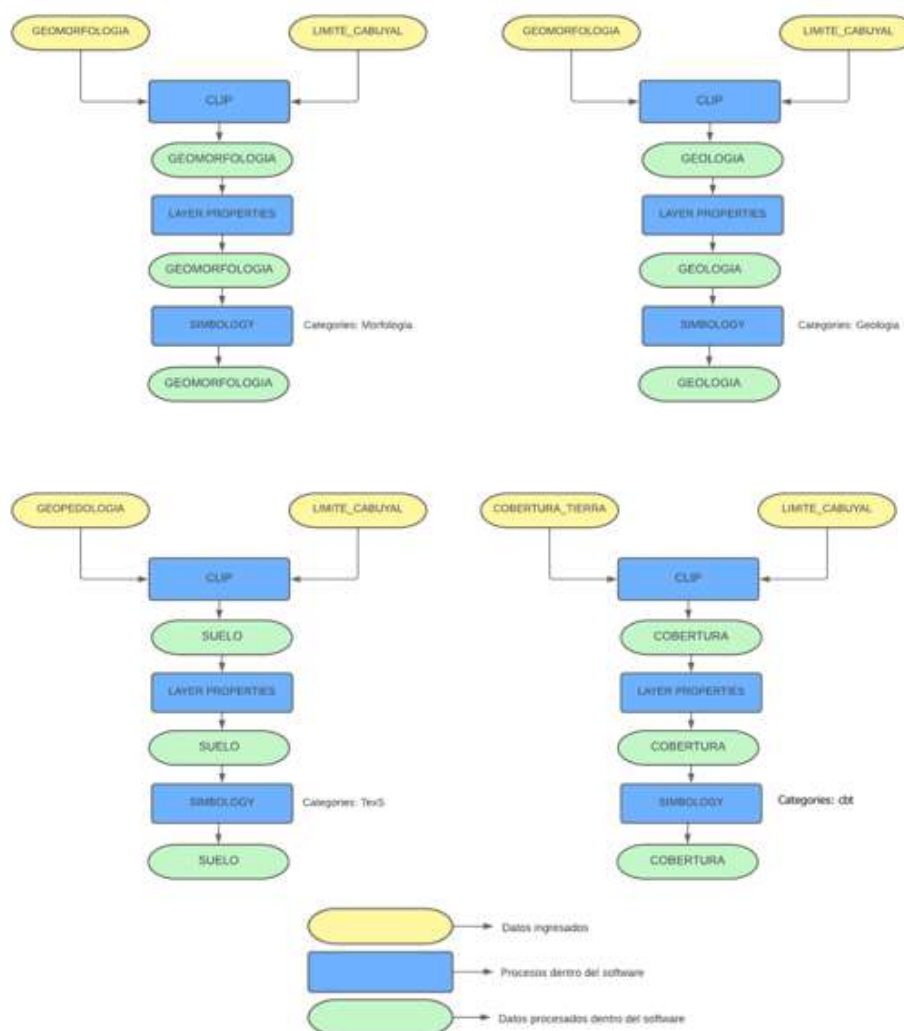 GEOMORFOLOGIA
LIMITE_CABUYAL
CLIP
GEOMORFOLOGIA
LAYER PROPERTIES
GEOMORFOLOGIA
SIMBOLOGY
Categories: Morfologia
GEOMORFOLOGIA
GEOMORFOLOGIA
LIMITE_CABUYAL
CLIP
GEOLOGIA
LAYER PROPERTIES
GEOLOGIA
SIMBOLOGY
Categories: Geologia
GEOLOGIA
GEOPEDOLOGIA
LIMITE_CABUYAL
CLIP
SUELO
LAYER PROPERTIES
SUELO
SIMBOLOGY
Categories: TexS
SUELO
COBERTURA_TIERRA
LIMITE_CABUYAL
CLIP
COBERTURA
LAYER PROPERTIES
COBERTURA
SIMBOLOGY
Categories: cbt
COBERTURA
Datos ingresados
Procesos dentro del software
Datos procesados dentro del software